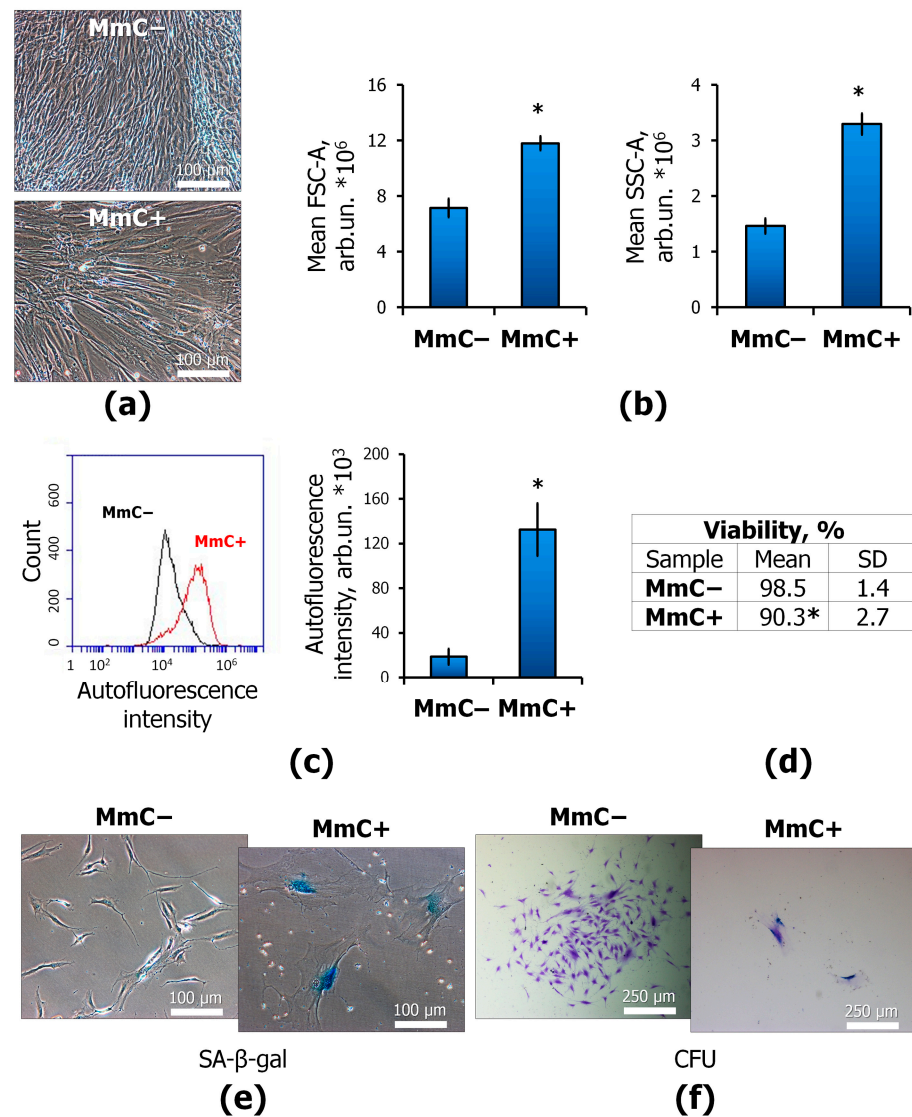 MmC−
100 µm
MmC+
100 µm
(a)
Mean FSC-A,
arb.un. *10⁶
16
12
8
4
0
*
MmC− MmC+
Mean SSC-A,
arb.un. *10⁶
4
3
2
1
0
*
MmC− MmC+
(b)
Count
600
400
200
0
MmC−
MmC+
1 10² 10⁴ 10⁶
Autofluorescence
intensity
Autofluorescence
intensity, arb.un. *10³
200
160
120
80
40
0
*
MmC− MmC+
(c)
Viability, %
Sample Mean SD
MmC− 98.5 1.4
MmC+ 90.3* 2.7
(d)
MmC−
100 µm
MmC+
100 µm
SA-β-gal
(e)
MmC−
250 µm
MmC+
250 µm
CFU
(f)